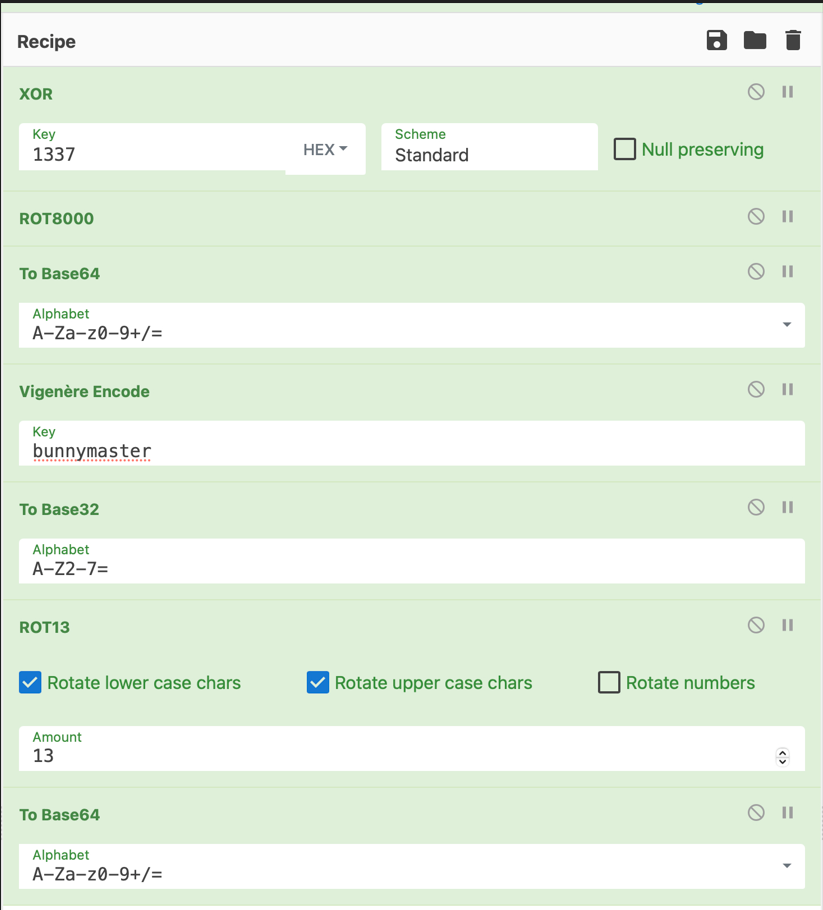 Recipe
XOR
Key
1337
HEX
Scheme
Standard
Null preserving
ROT8000
To Base64
Alphabet
A-Za-z0-9+/=
Vigenère Encode
Key
bunnymaster
To Base32
Alphabet
A-Z2-7=
ROT13
Rotate lower case chars
Rotate upper case chars
Rotate numbers
Amount
13
To Base64
Alphabet
A-Za-z0-9+/=